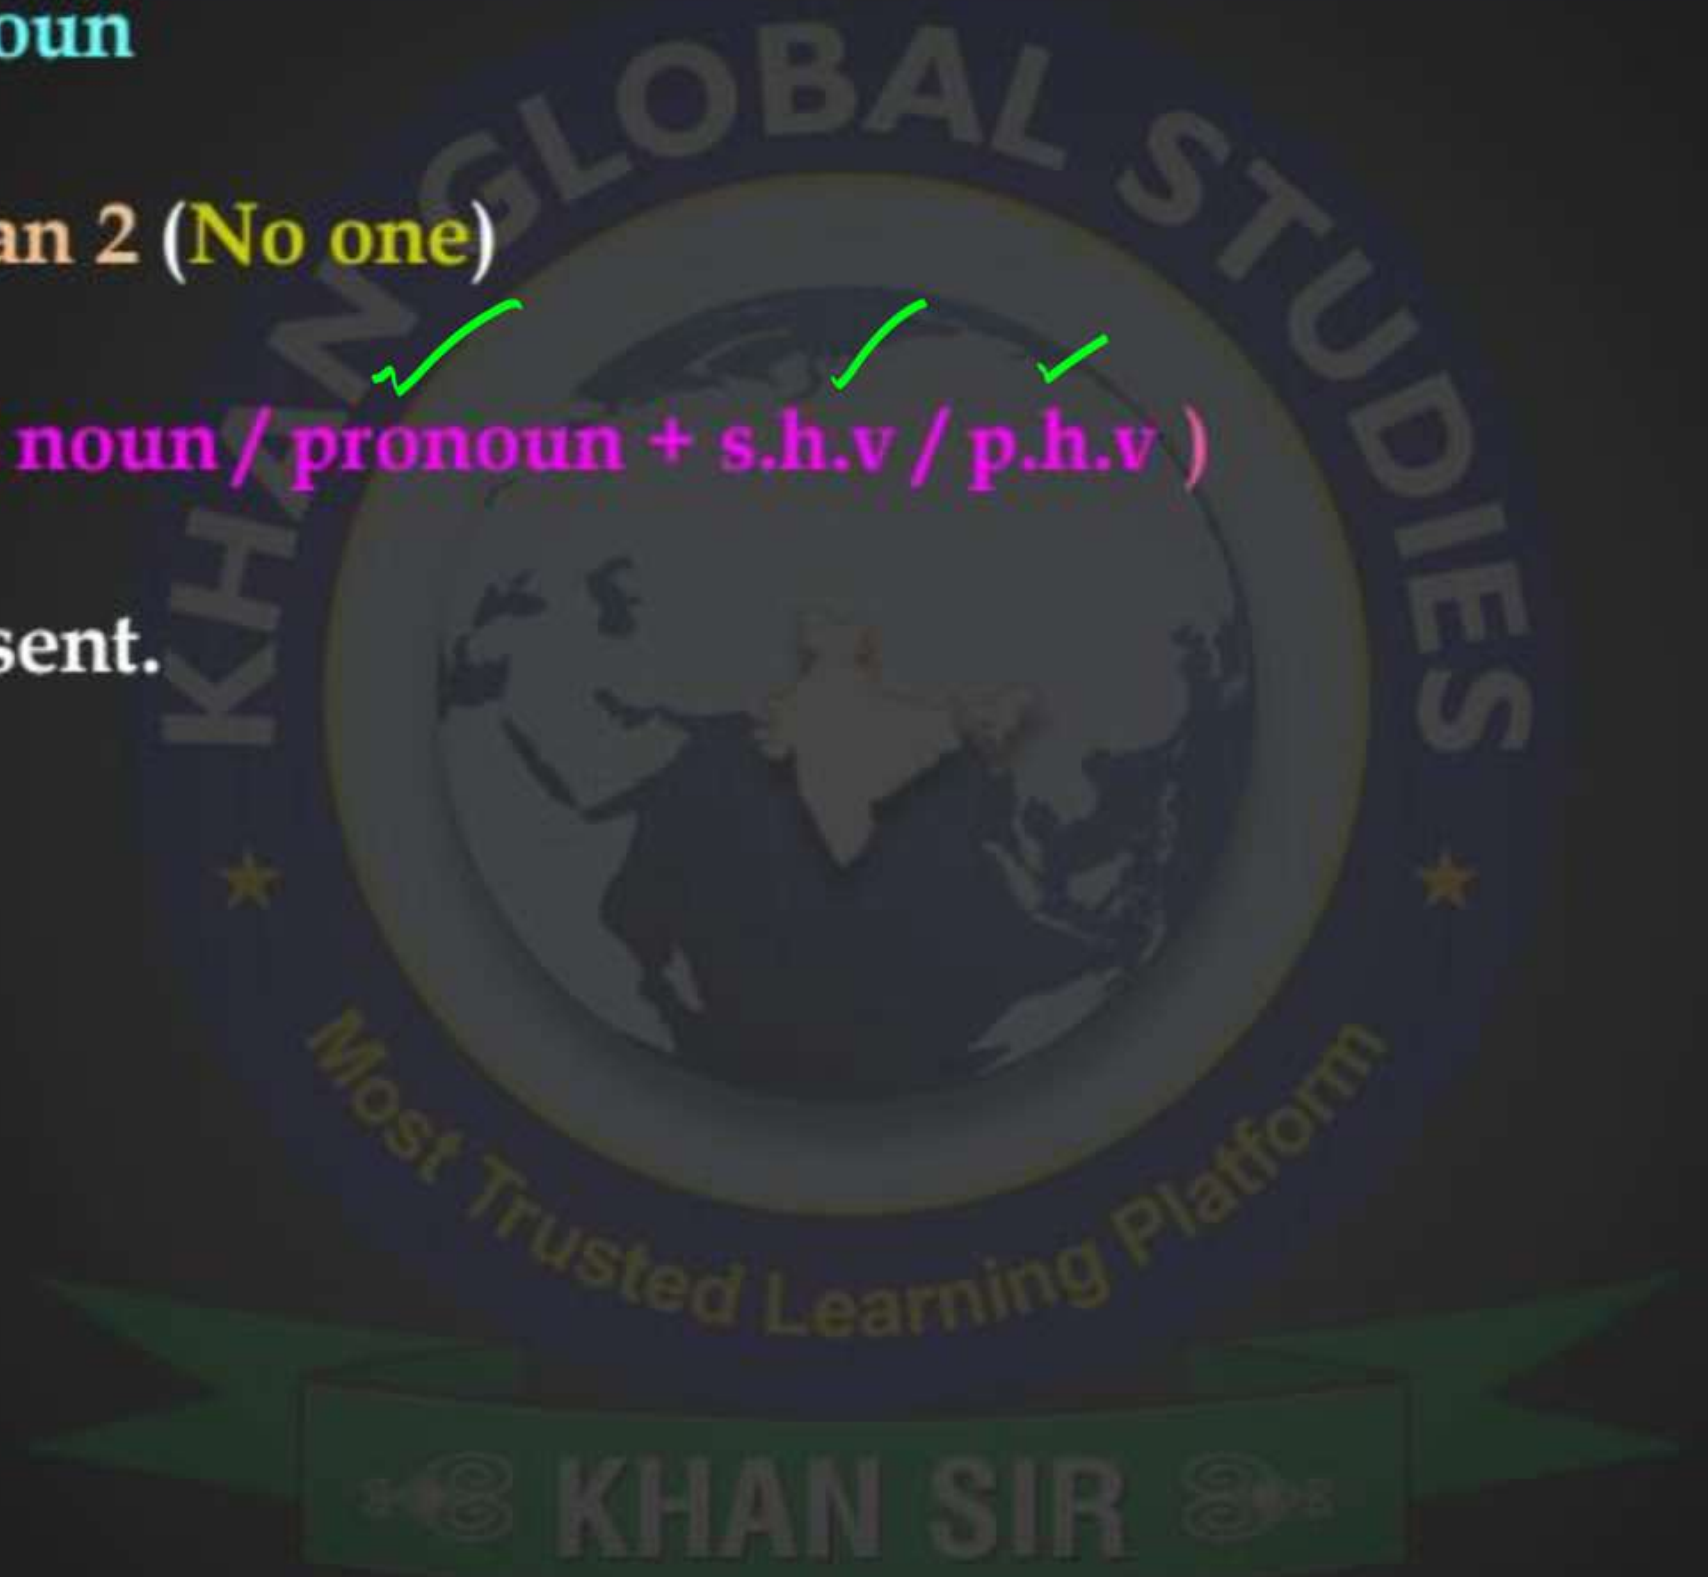 oun
an 2 (No one)
noun / pronoun + s.h.v / p.h.v )
sent.
KHAN GLOBAL STUDIES
Most Trusted Learning Platform
KHAN SIR